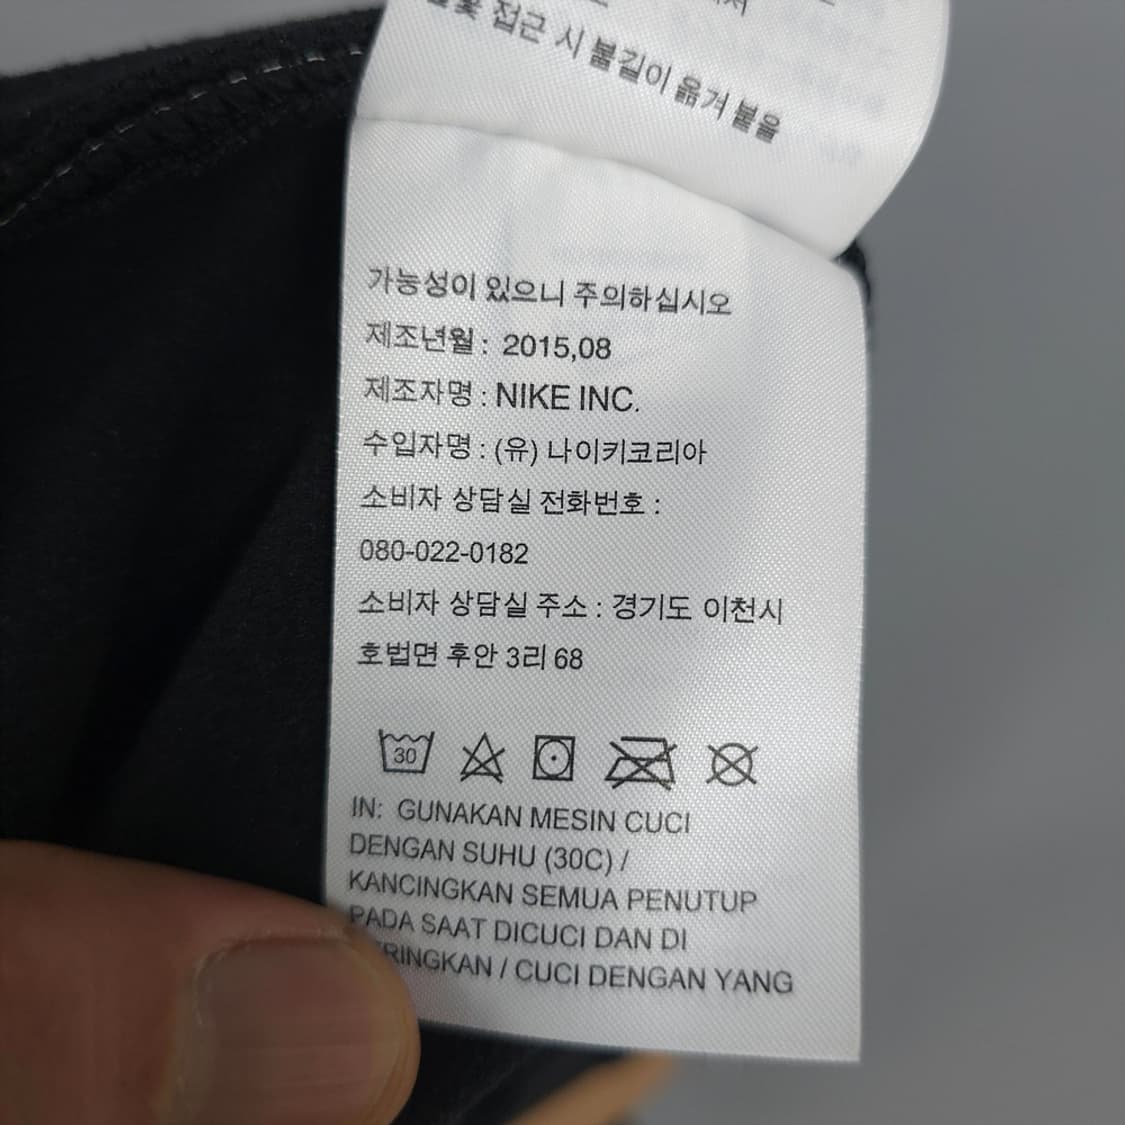 접근 시 불길이 옮겨 붙을
가능성이 있으니 주의하십시오
제조년월 : 2015,08
제조자명 : NIKE INC.
수입자명 : (유) 나이키코리아
소비자 상담실 전화번호 :
080-022-0182
소비자 상담실 주소 : 경기도 이천시
호법면 후안 3리 68
30
IN: GUNAKAN MESIN CUCI
DENGAN SUHU (30C) /
KANCINGKAN SEMUA PENUTUP
PADA SAAT DICUCI DAN DI
RINGKAN / CUCI DENGAN YANG